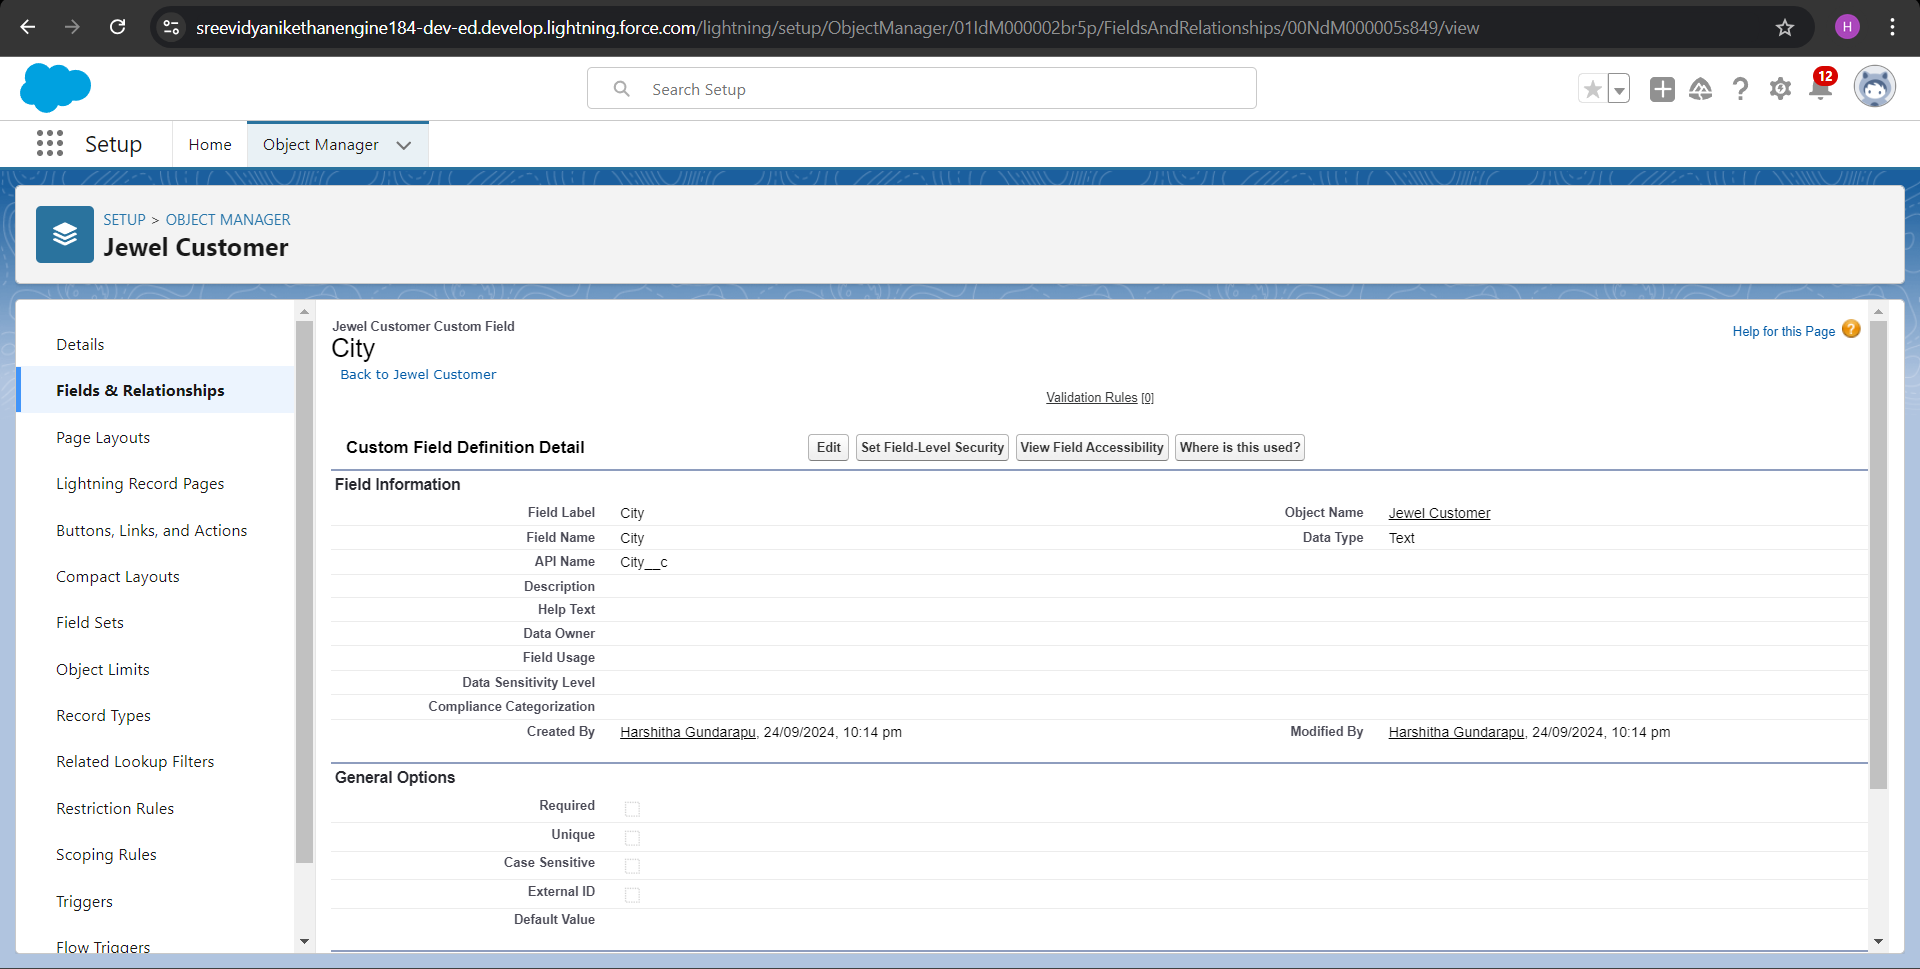 sreevidyanikethanengine184-dev-ed.develop.lightning.force.com/lightning/setup/ObjectManager/01IdM000002br5p/FieldsAndRelationships/00NdM000005s849/view
H
Search Setup
12
Setup
Home
Object Manager
SETUP > OBJECT MANAGER
Jewel Customer
Details
Fields & Relationships
Page Layouts
Lightning Record Pages
Buttons, Links, and Actions
Compact Layouts
Field Sets
Object Limits
Record Types
Related Lookup Filters
Restriction Rules
Scoping Rules
Triggers
Flow Triggers
Jewel Customer Custom Field
City
Back to Jewel Customer
Help for this Page ?
Validation Rules [0]
Custom Field Definition Detail
Edit
Set Field-Level Security
View Field Accessibility
Where is this used?
Field Information
Field Label City Object Name Jewel Customer
Field Name City Data Type Text
API Name City__c
Description
Help Text
Data Owner
Field Usage
Data Sensitivity Level
Compliance Categorization
Created By Harshitha Gundarapu, 24/09/2024, 10:14 pm Modified By Harshitha Gundarapu, 24/09/2024, 10:14 pm
General Options
Required
Unique
Case Sensitive
External ID
Default Value